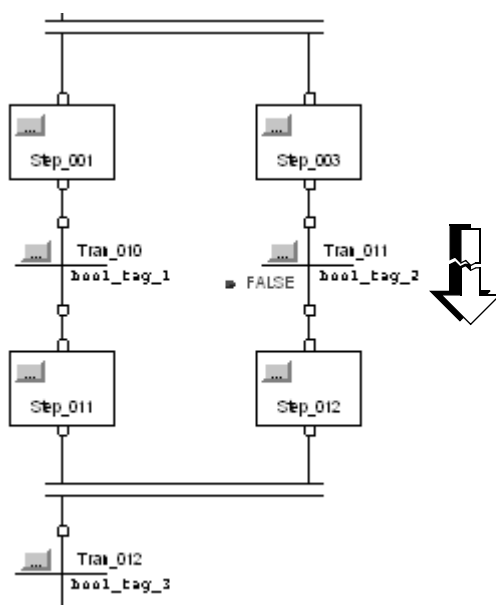 ...
...
Step_001
Step_003
...
Tran_010
bool_tag_1
...
Tran_011
bool_tag_2
FALSE
...
...
Step_011
Step_012
...
Tran_012
bool_tag_3